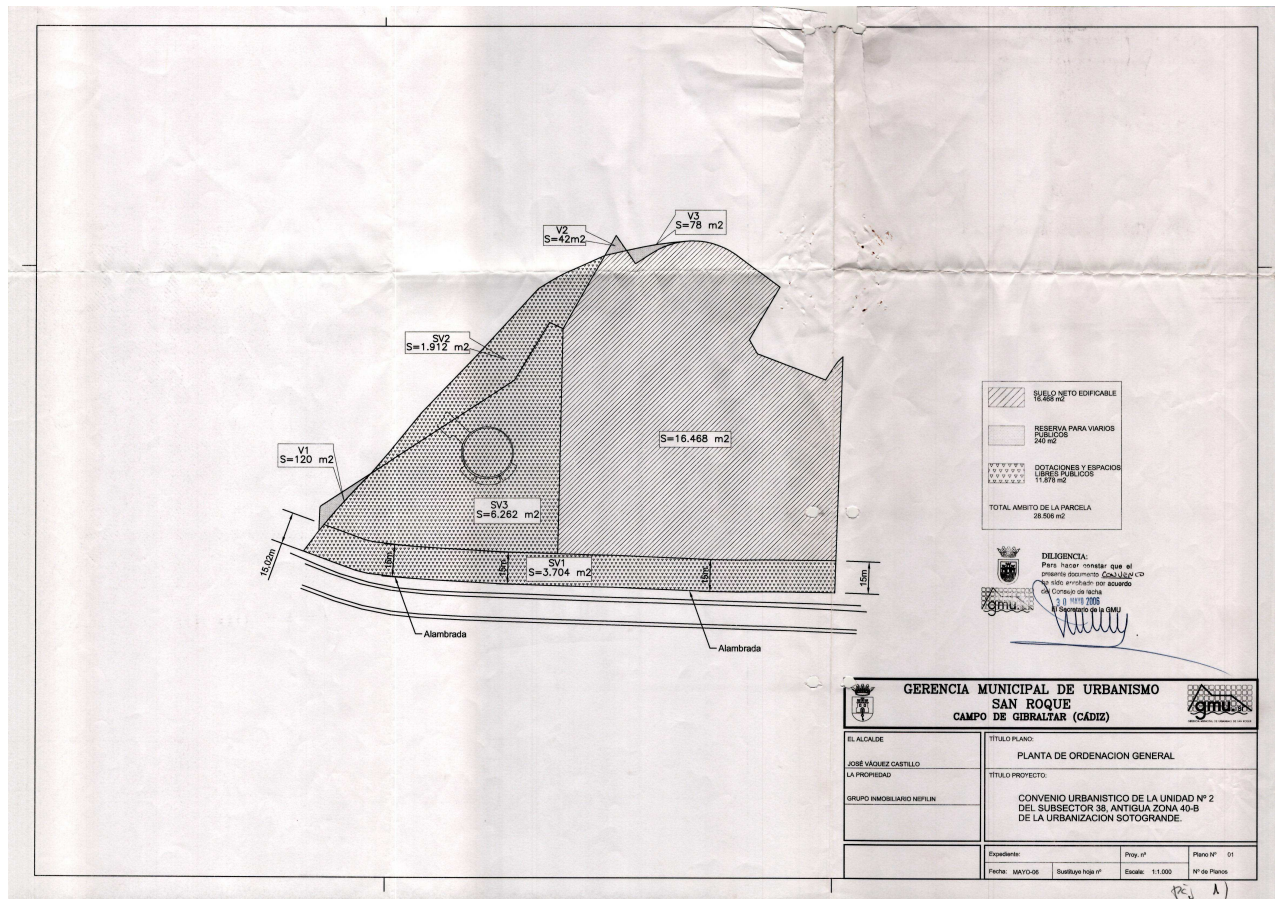 V3
S=78 m2
V2
S=42m2
SV2
S=1.912 m2
V1
S=120 m2
S=16.468 m2
SV3
S=6.262 m2
SV1
S=3.704 m2
15,02m
15m
15m
15m
15m
Alambrada
Alambrada
SUELO NETO EDIFICABLE
16.468 m2
RESERVA PARA VIARIOS
PUBLICOS
240 m2
DOTACIONES Y ESPACIOS
LIBRES PUBLICOS
11.878 m2
TOTAL AMBITO DE LA PARCELA
28.506 m2
DILIGENCIA:
Para hacer constar que el
presente documento CONVENIO
ha sido aprobado por acuerdo
del Consejo de fecha
30 MAYO 2006
El Secretario de la GMU
gmu
GERENCIA MUNICIPAL DE URBANISMO
SAN ROQUE
CAMPO DE GIBRALTAR (CÁDIZ)
gmu sr
EL ALCALDE
JOSÉ VÁQUEZ CASTILLO
LA PROPIEDAD
GRUPO INMOBILIARIO NEFILIN
TÍTULO PLANO:
PLANTA DE ORDENACION GENERAL
TÍTULO PROYECTO:
CONVENIO URBANISTICO DE LA UNIDAD Nº 2
DEL SUBSECTOR 38, ANTIGUA ZONA 40-B
DE LA URBANIZACION SOTOGRANDE.
Expediente:
Proy. nº
Plano Nº 01
Fecha: MAYO-06
Sustituye hoja nº
Escala: 1:1.000
Nº de Planos